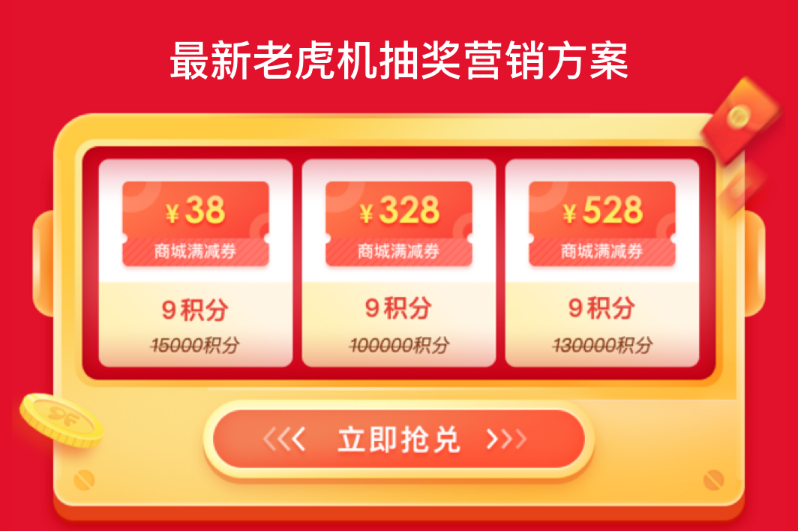 最新老虎机抽奖营销方案
¥38
商城满减券
9积分
15000积分
¥328
商城满减券
9积分
100000积分
¥528
商城满减券
9积分
130000积分
立即抢兑